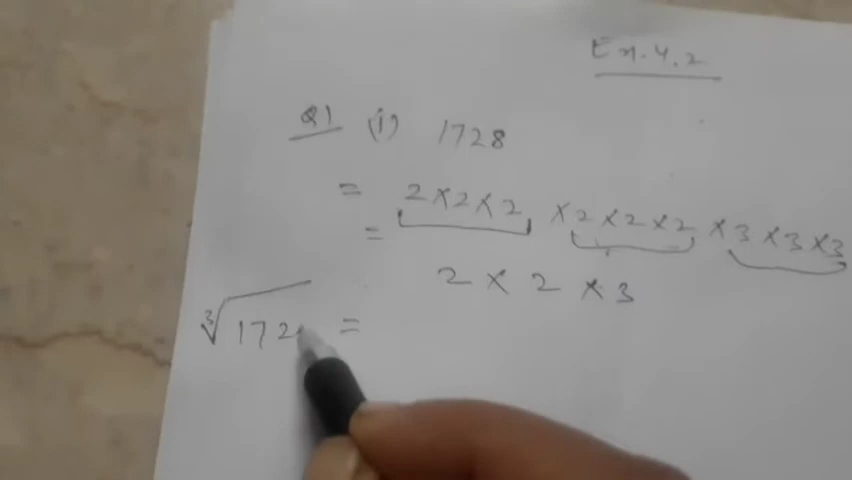 Ex. 4.2
Q1 (i) 1728
= 2×2×2 ×2×2×2 ×3×3×3
=
2 × 2 × 3
∛172 =